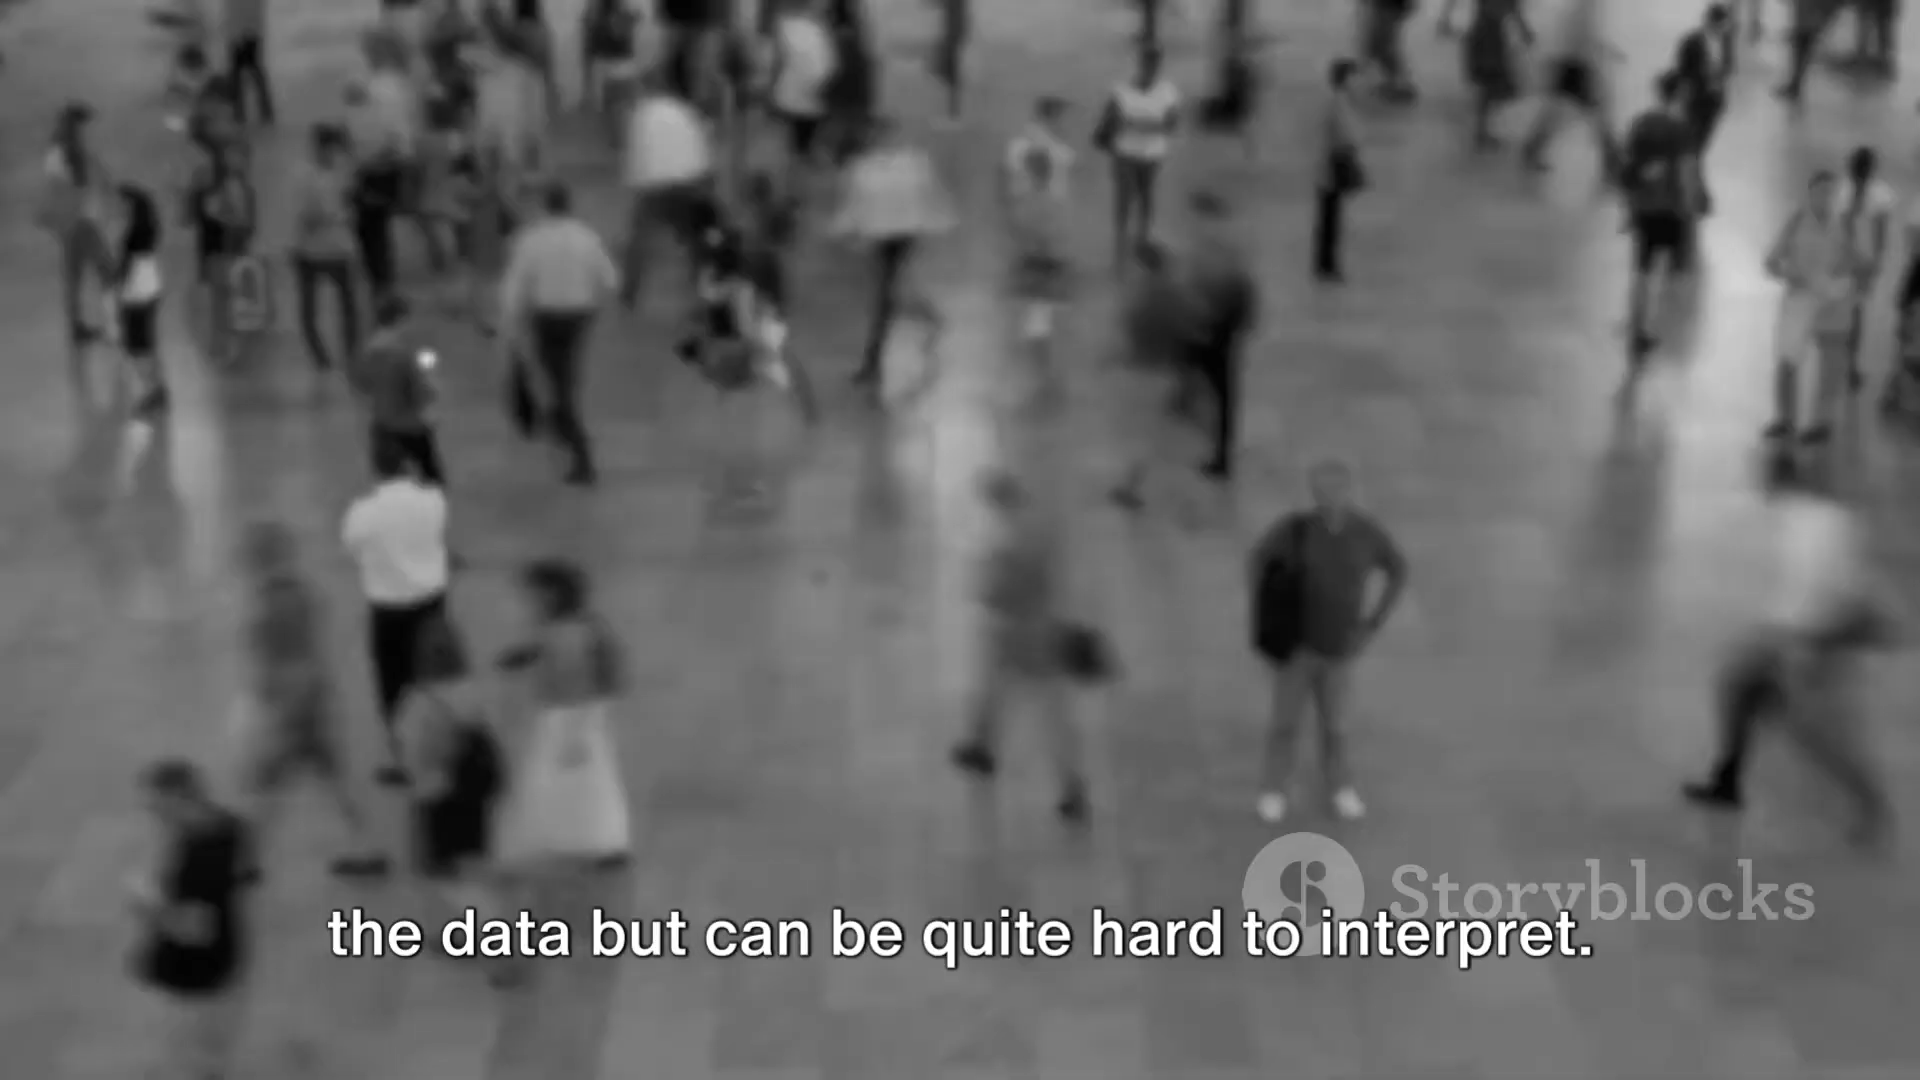 Storyblocks
the data but can be quite hard to interpret.